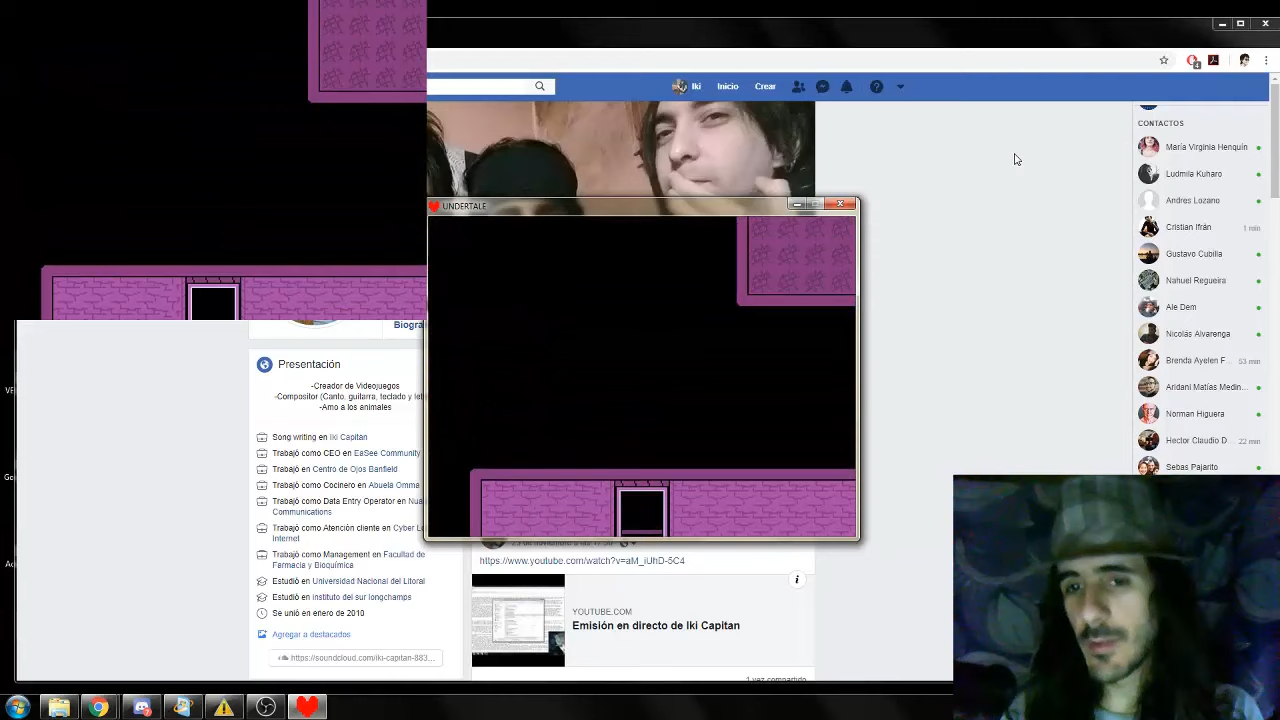 Iki
Inicio
Crear
CONTACTOS
María Virginia Henquín
Ludmila Kuharo
Andres Lozano
Cristian Ifrán
1 min
Gustavo Cubilla
Nahuel Regueira
Ale Dem
Nicolás Alvarenga
Brenda Ayelen F...
53 min
Aridani Matías Medin...
Norman Higuera
Hector Claudio D...
22 min
Sebas Pajarito
UNDERTALE
Presentación
-Creador de Videojuegos
-Compositor (Canto, guitarra, teclado y
-Amo a los animales
Song writing en Iki Capitan
Trabajó como CEO en EaSee Community
Trabajó en Centro de Ojos Banfield
Trabajó como Cocinero en Abuela Omma
Trabajó como Data Entry Operator en
Communications
Trabajó como Atención cliente en Cyber
Internet
Trabajó como Management en Facultad de
Farmacia y Bioquímica
Estudió en Universidad Nacional del Litoral
Estudió en instituto del sur longchamps
Se unió en enero de 2010
Agregar a destacados
https://soundcloud.com/iki-capitan-883...
https://www.youtube.com/watch?v=aM_iUhD-5C4
YOUTUBE.COM
Emisión en directo de Iki Capitan
1 vez compartido